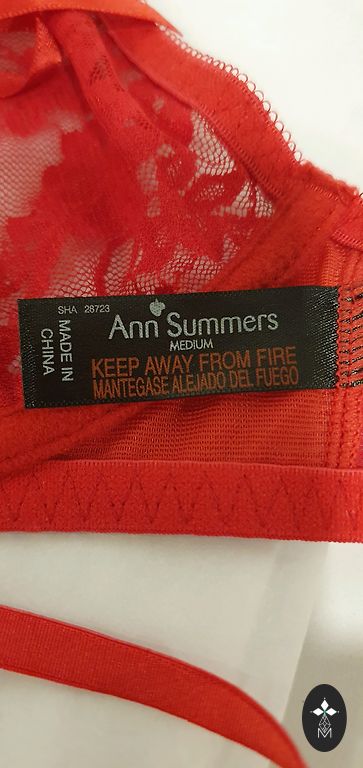 SHA 28723
Ann Summers
MEDIUM
KEEP AWAY FROM FIRE
MANTEGASE ALEJADO DEL FUEGO
MADE IN
CHINA